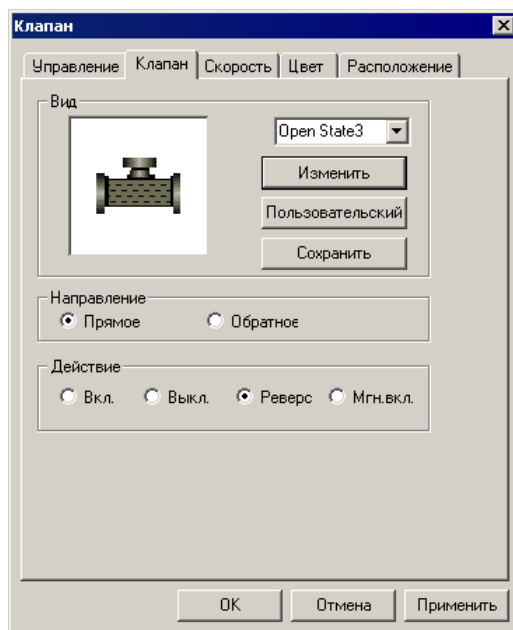 Клапан
Управление Клапан Скорость Цвет Расположение
Вид
Open State3
Изменить
Пользовательский
Сохранить
Направление
Прямое Обратное
Действие
Вкл. Выкл. Реверс Мгн.вкл.
OK Отмена Применить